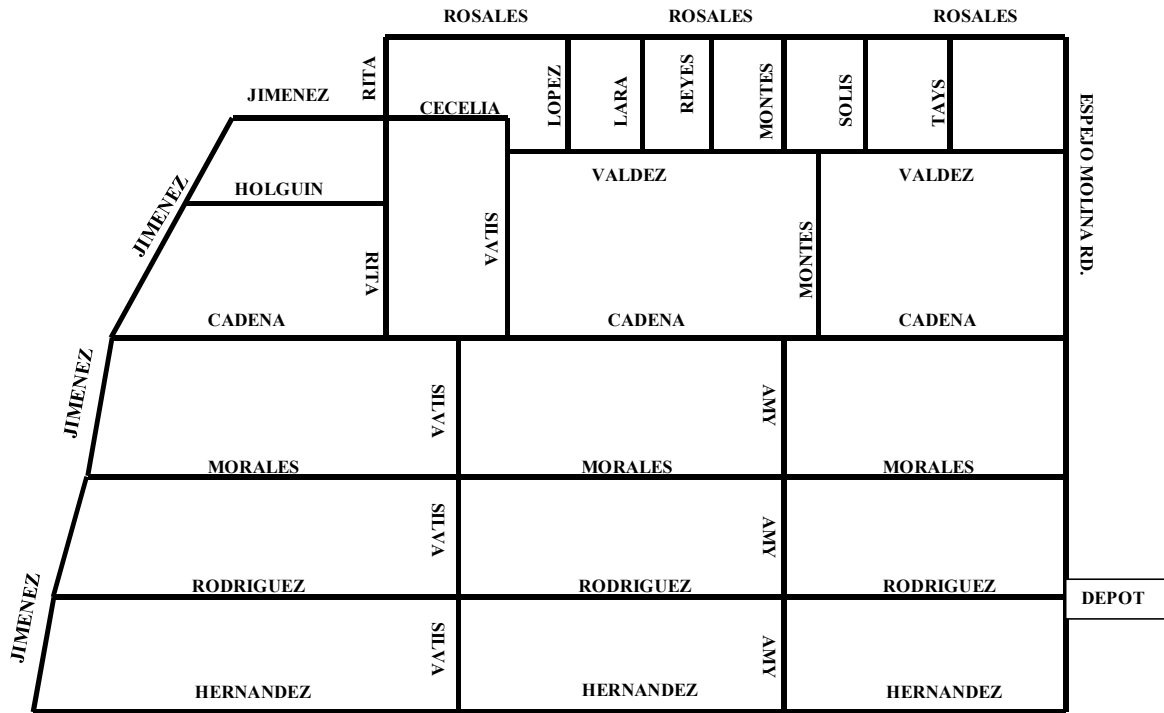 ROSALES
ROSALES
ROSALES
RITA
JIMENEZ
CECELIA
LOPEZ
LARA
REYES
MONTES
SOLIS
TAYS
ESPEJO MOLINA RD.
HOLGUIN
VALDEZ
VALDEZ
JIMENEZ
RITA
SILVA
MONTES
CADENA
CADENA
CADENA
JIMENEZ
SILVA
AMY
MORALES
MORALES
MORALES
SILVA
AMY
RODRIGUEZ
RODRIGUEZ
RODRIGUEZ
DEPOT
JIMENEZ
SILVA
AMY
HERNANDEZ
HERNANDEZ
HERNANDEZ